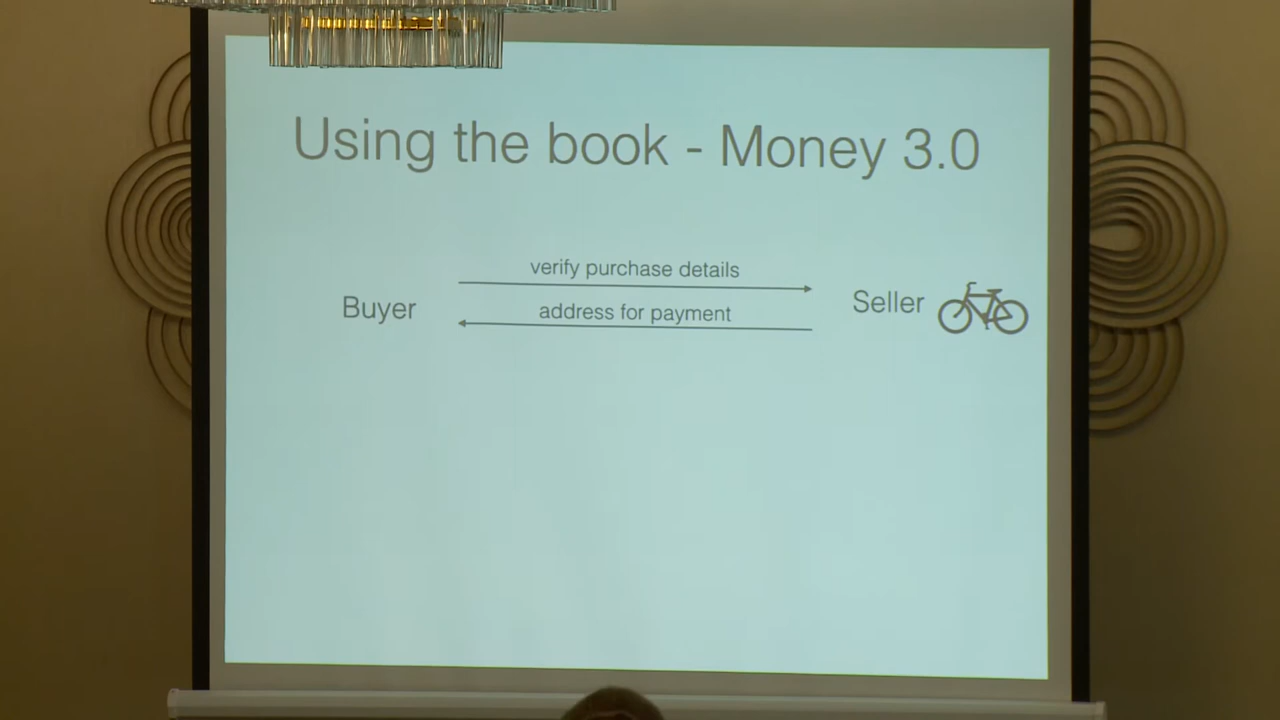 Using the book - Money 3.0
verify purchase details
Buyer
address for payment
Seller